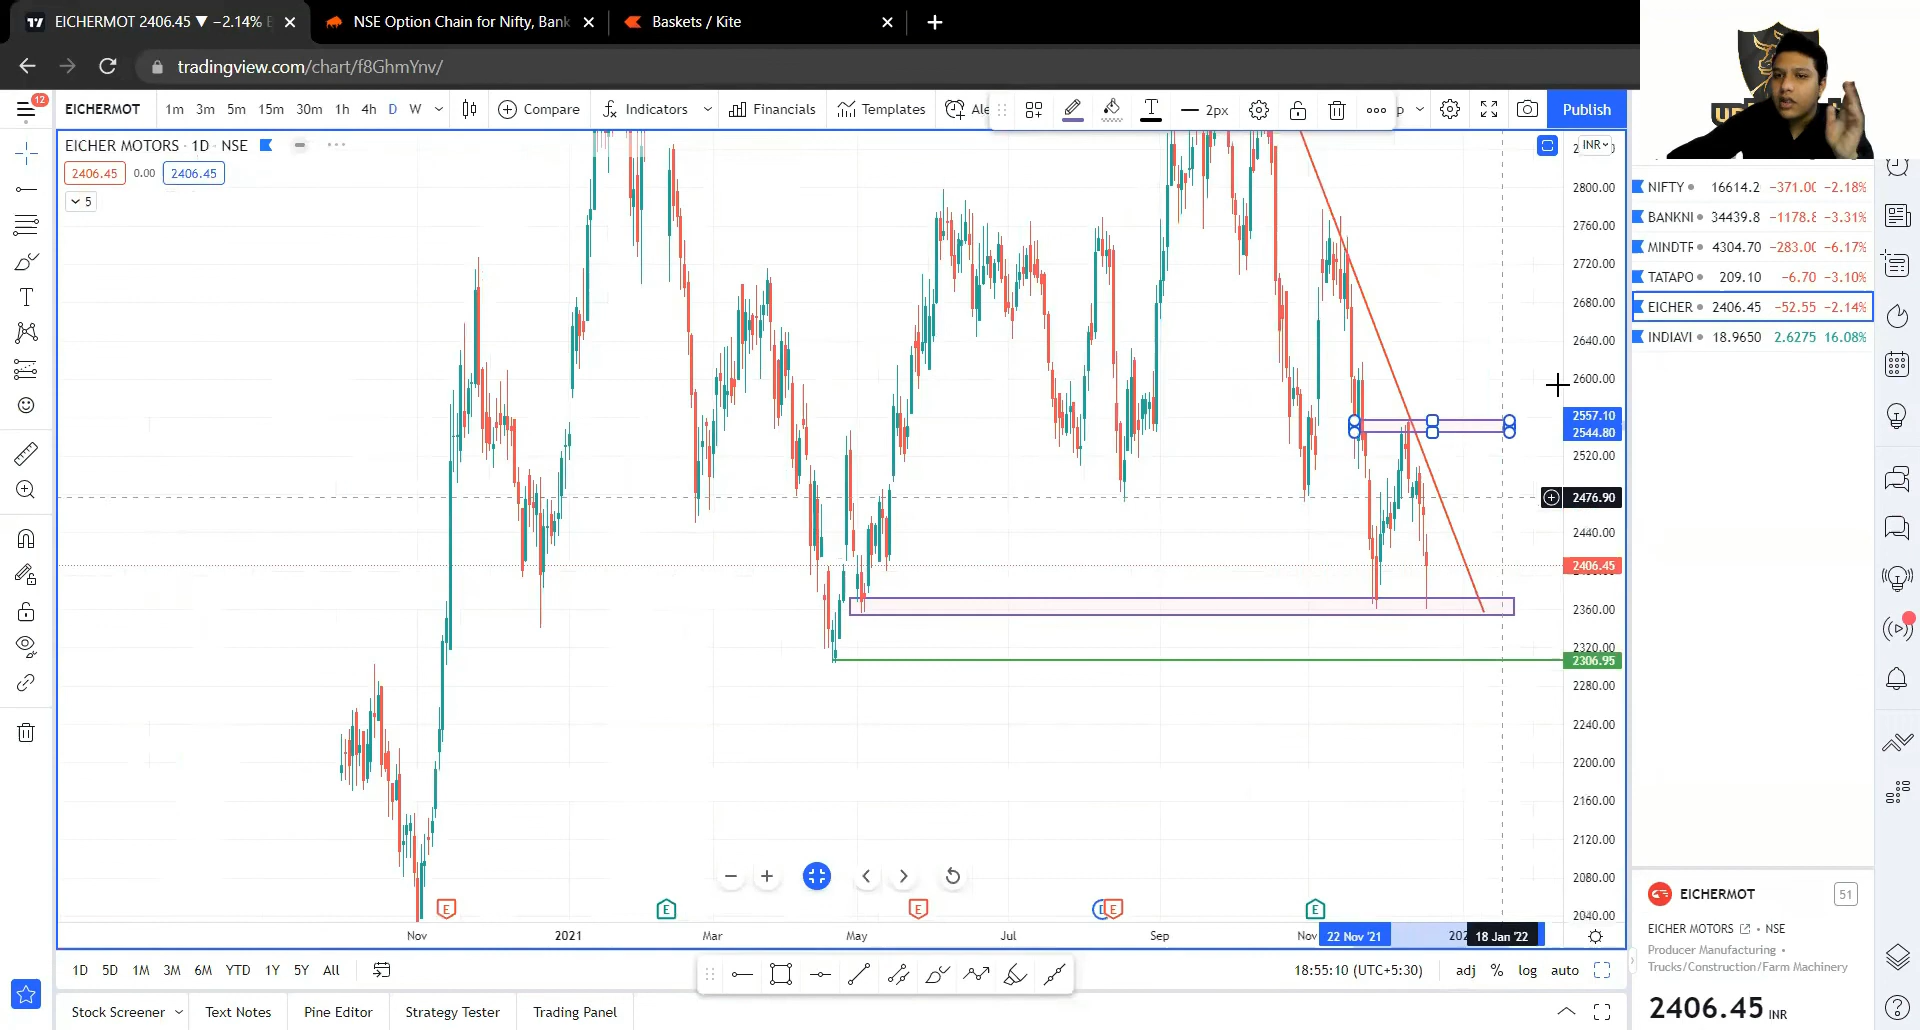 EICHERMOT 2406.45 ▼ −2.14%
NSE Option Chain for Nifty, Bank
Baskets / Kite
tradingview.com/chart/f8GhmYnv/
12
EICHERMOT
1m 3m 5m 15m 30m 1h 4h D W
Compare
Indicators
Financials
Templates
Ale
T
2px
p
Publish
EICHER MOTORS · 1D · NSE
2406.45 0.00 2406.45
5
INR
2800.00
2760.00
2720.00
2680.00
2640.00
2600.00
2557.10
2544.80
2520.00
2476.90
2440.00
2406.45
2360.00
2320.00
2306.95
2280.00
2240.00
2200.00
2160.00
2120.00
2080.00
2040.00
NIFTY 16614.2 −371.00 −2.18%
BANKNI 34439.8 −1178.8 −3.31%
MINDTR 4304.70 −283.00 −6.17%
TATAPO 209.10 −6.70 −3.10%
EICHER 2406.45 −52.55 −2.14%
INDIAVI 18.9650 2.6275 16.08%
E E E E E
Nov 2021 Mar May Jul Sep Nov 22 Nov '21 18 Jan '22
1D 5D 1M 3M 6M YTD 1Y 5Y All
18:55:10 (UTC+5:30) adj % log auto
Stock Screener Text Notes Pine Editor Strategy Tester Trading Panel
EICHERMOT 51
EICHER MOTORS · NSE
Producer Manufacturing ·
Trucks/Construction/Farm Machinery
2406.45 INR